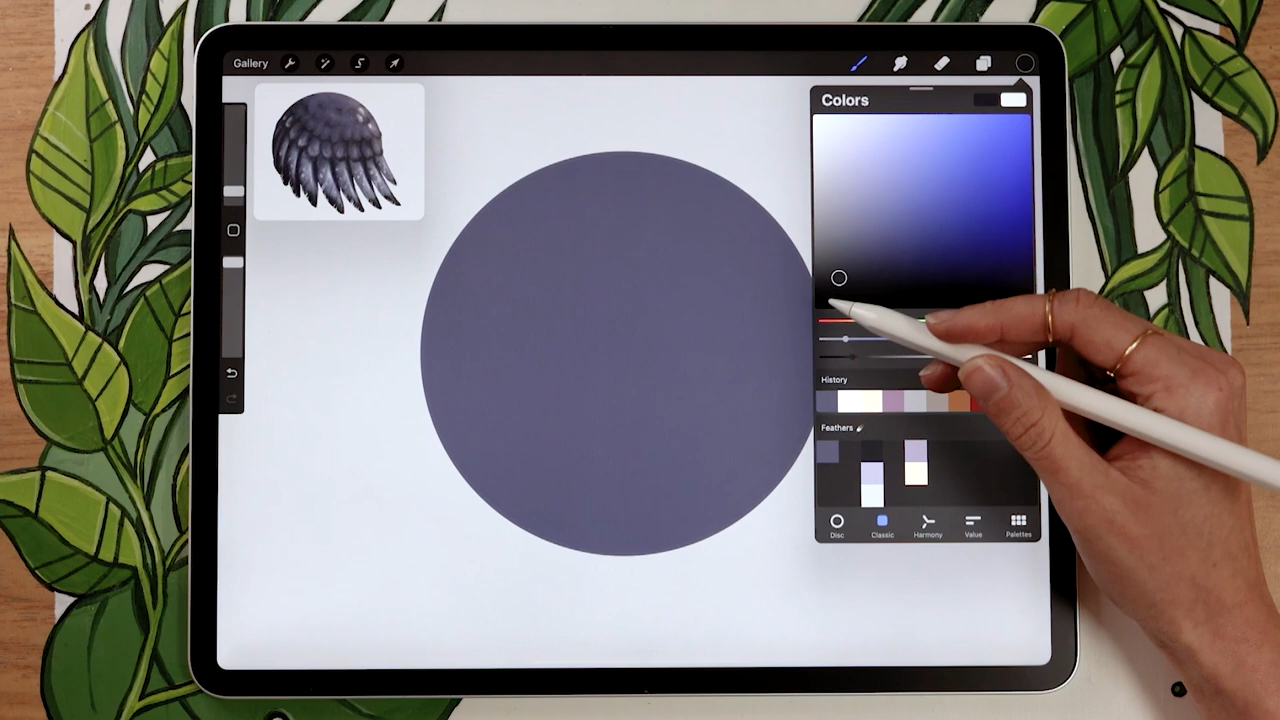 Gallery
Colors
History
Feathers
Disc
Classic
Harmony
Value
Palettes